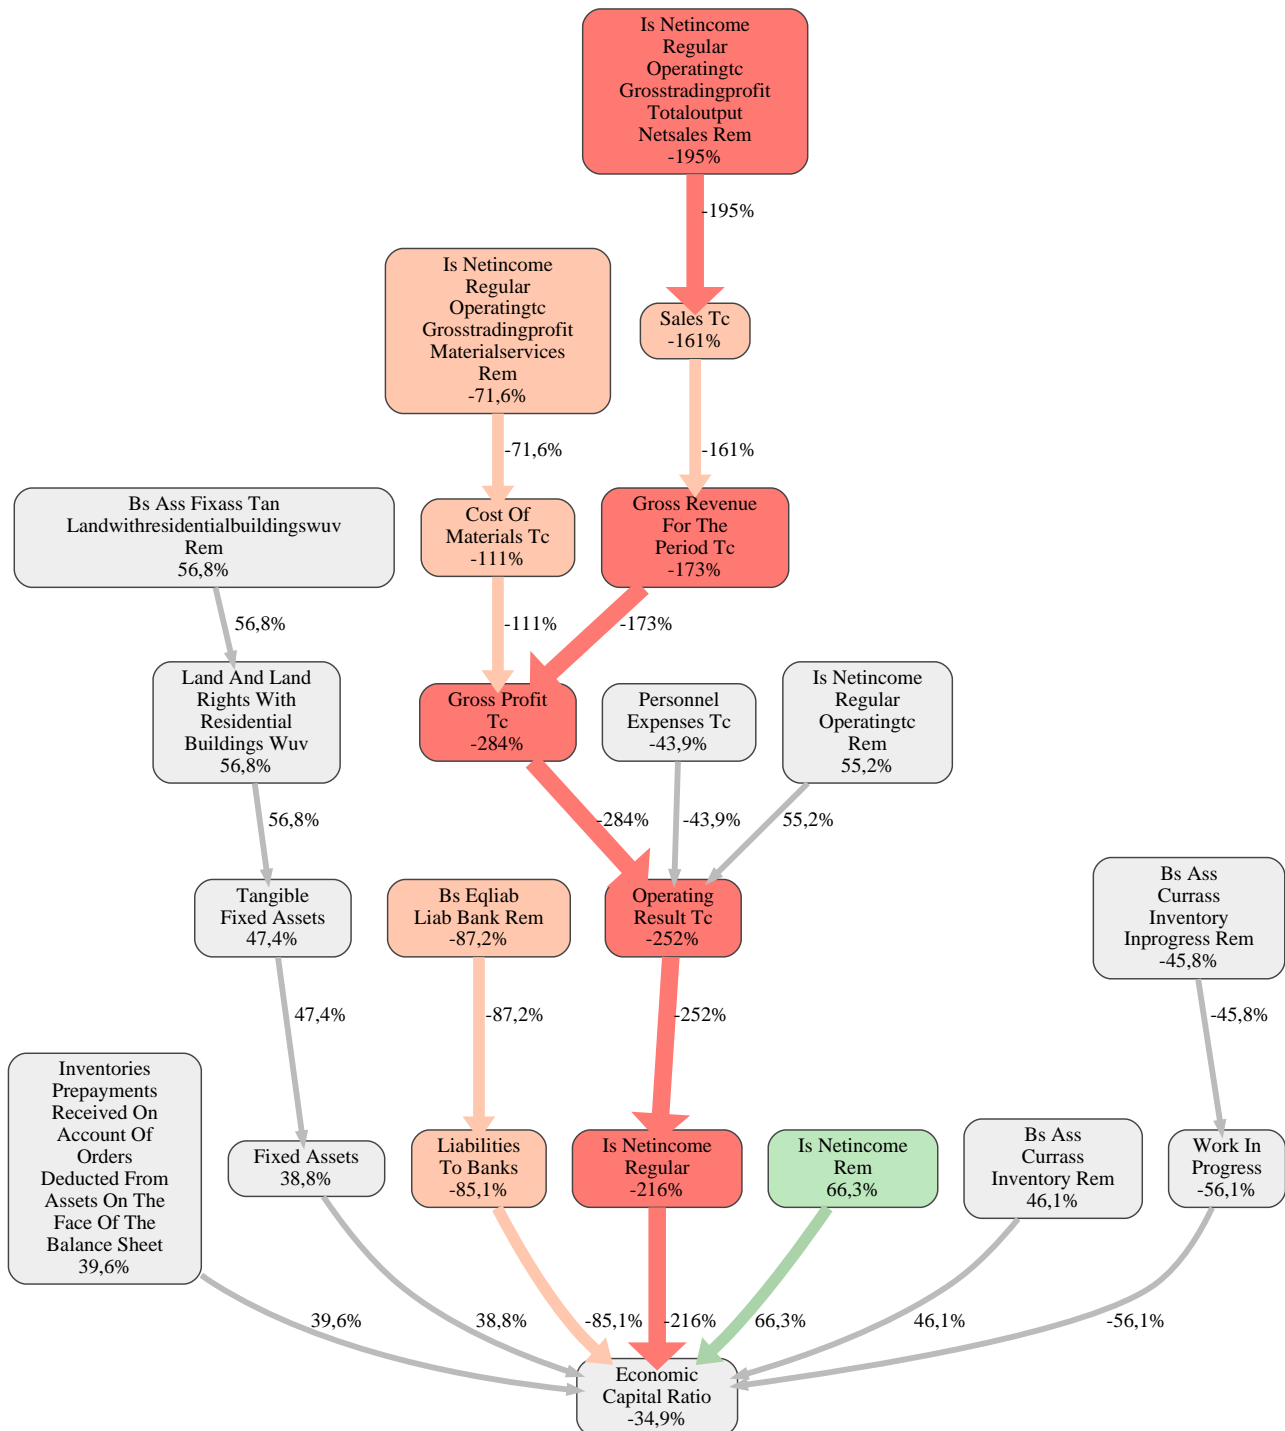 Is Netincome
Regular
Operatingtc
Grosstradingprofit
Totaloutput
Netsales Rem
-195%
-195%
Is Netincome
Regular
Operatingtc
Grosstradingprofit
Materialservices
Rem
-71,6%
Sales Tc
-161%
-71,6%
-161%
Bs Ass Fixass Tan
Landwithresidentialbuildingswuv
Rem
56,8%
Cost Of
Materials Tc
-111%
Gross Revenue
For The
Period Tc
-173%
56,8%
-111%
-173%
Land And Land
Rights With
Residential
Buildings Wuv
56,8%
Gross Profit
Tc
-284%
Personnel
Expenses Tc
-43,9%
Is Netincome
Regular
Operatingtc
Rem
55,2%
56,8%
-284%
-43,9%
55,2%
Tangible
Fixed Assets
47,4%
Bs Eqliab
Liab Bank Rem
-87,2%
Operating
Result Tc
-252%
Bs Ass
Currass
Inventory
Inprogress Rem
-45,8%
47,4%
-87,2%
-252%
-45,8%
Inventories
Prepayments
Received On
Account Of
Orders
Deducted From
Assets On The
Face Of The
Balance Sheet
39,6%
Fixed Assets
38,8%
Liabilities
To Banks
-85,1%
Is Netincome
Regular
-216%
Is Netincome
Rem
66,3%
Bs Ass
Currass
Inventory Rem
46,1%
Work In
Progress
-56,1%
39,6%
38,8%
-85,1%
-216%
66,3%
46,1%
-56,1%
Economic
Capital Ratio
-34,9%